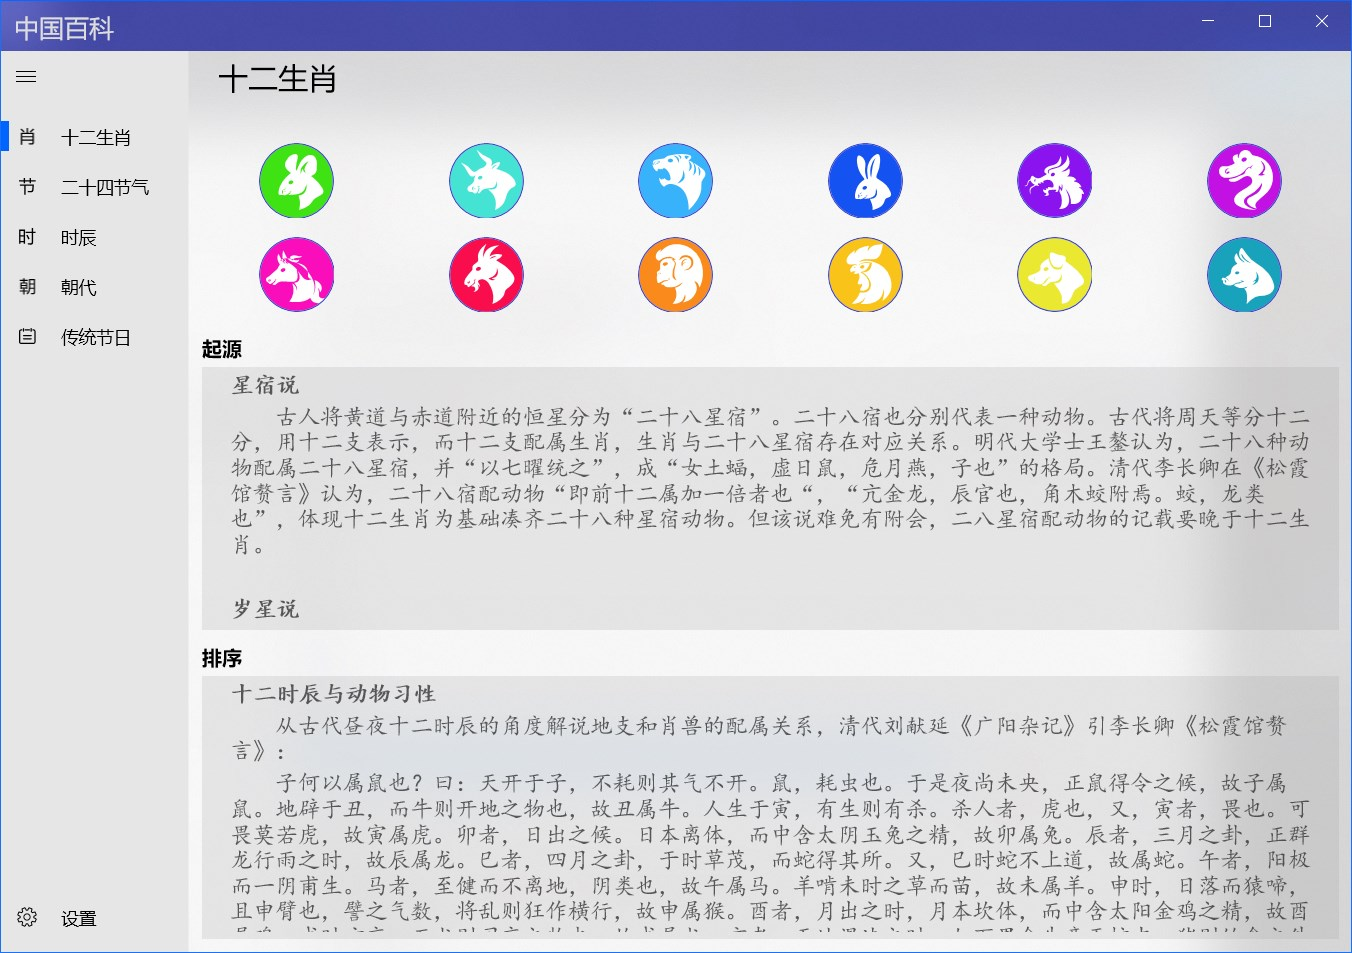 中国百科
十二生肖
肖 十二生肖
节 二十四节气
时 时辰
朝 朝代
传统节日
起源
星宿说
古人将黄道与赤道附近的恒星分为“二十八星宿”。二十八宿也分别代表一种动物。古代将周天等分十二
分，用十二支表示，而十二支配属生肖，生肖与二十八星宿存在对应关系。明代大学士王鏊认为，二十八种动
物配属二十八星宿，并“以七曜统之”，成“女土蝠，虚日鼠，危月燕，子也”的格局。清代李长卿在《松霞
馆赘言》认为，二十八宿配动物“即前十二属加一倍者也“，“亢金龙，辰官也，角木蛟附焉。蛟，龙类
也”，体现十二生肖为基础凑齐二十八种星宿动物。但该说难免有附会，二八星宿配动物的记载要晚于十二生
肖。
岁星说
排序
十二时辰与动物习性
从古代昼夜十二时辰的角度解说地支和肖兽的配属关系，清代刘献廷《广阳杂记》引李长卿《松霞馆赘
言》：
子何以属鼠也？曰：天开于子，不耗则其气不开。鼠，耗虫也。于是夜尚未央，正鼠得令之候，故子属
鼠。地辟于丑，而牛则开地之物也，故丑属牛。人生于寅，有生则有杀。杀人者，虎也，又，寅者，畏也。可
畏莫若虎，故寅属虎。卯者，日出之候。日本离体，而中含太阴玉兔之精，故卯属兔。辰者，三月之卦，正群
龙行雨之时，故辰属龙。巳者，四月之卦，于时草茂，而蛇得其所。又，巳时蛇不上道，故属蛇。午者，阳极
而一阴甫生。马者，至健而不离地，阴类也，故午属马。羊啃未时之草而茁，故未属羊。申时，日落而猿啼，
且申臂也，譬之气数，将乱则狂作横行，故申属猴。酉者，月出之时，月本坎体，而中含太阳金鸡之精，故酉
设置